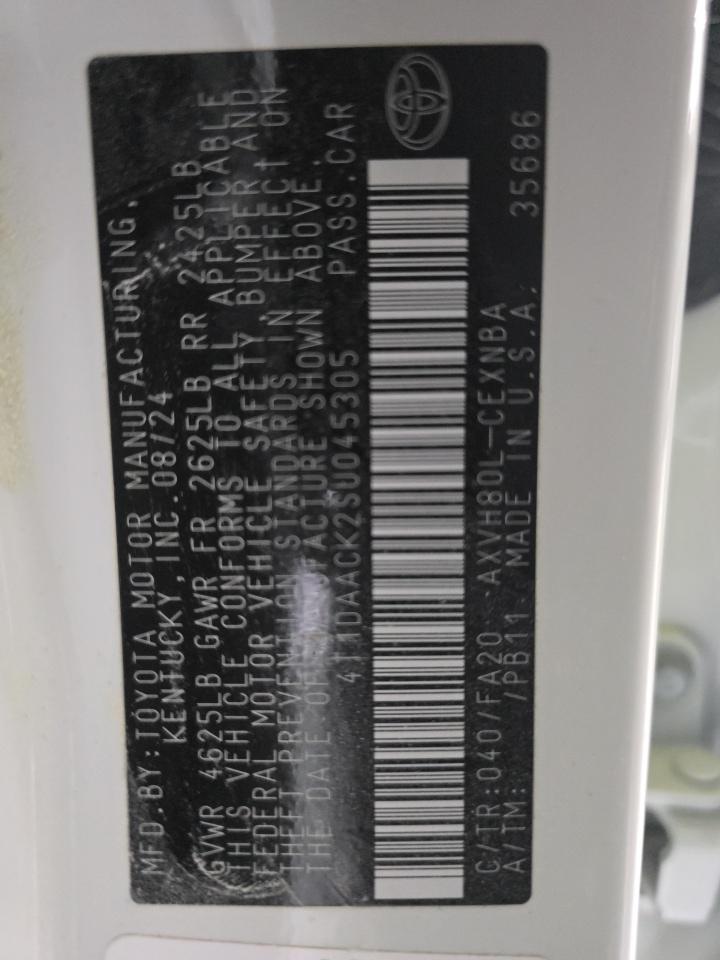 MFD.BY:TOYOTA MOTOR MANUFACTURING,
KENTUCKY, INC.08/24
GVWR 4625LB GAWR FR 2625LB RR 2425LB
THIS VEHICLE CONFORMS TO ALL APPLICABLE
FEDERAL MOTOR VEHICLE SAFETY, BUMPER AND
THEFT PREVENTION STANDARDS IN EFFECT ON
THE DATE OF MANUFACTURE SHOWN ABOVE.
4T1DAACK2SU045305 PASS.CAR
C/TR:040/FA20 AXVH80L-CEXNBA
A/TM: /PB11 MADE IN U.S.A. 35686